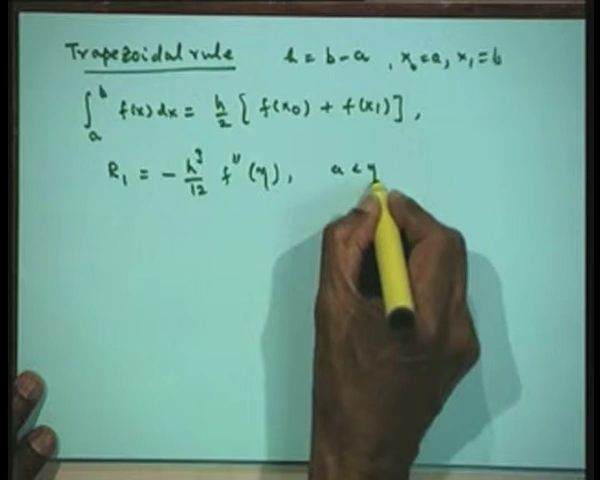 Trapezoidal rule h = b - a , x₀ = a, x₁ = b
∫ₐᵇ f(x) dx = h/2 [ f(x₀) + f(x₁) ] ,
R₁ = - h³/12 f''(η) , a < η